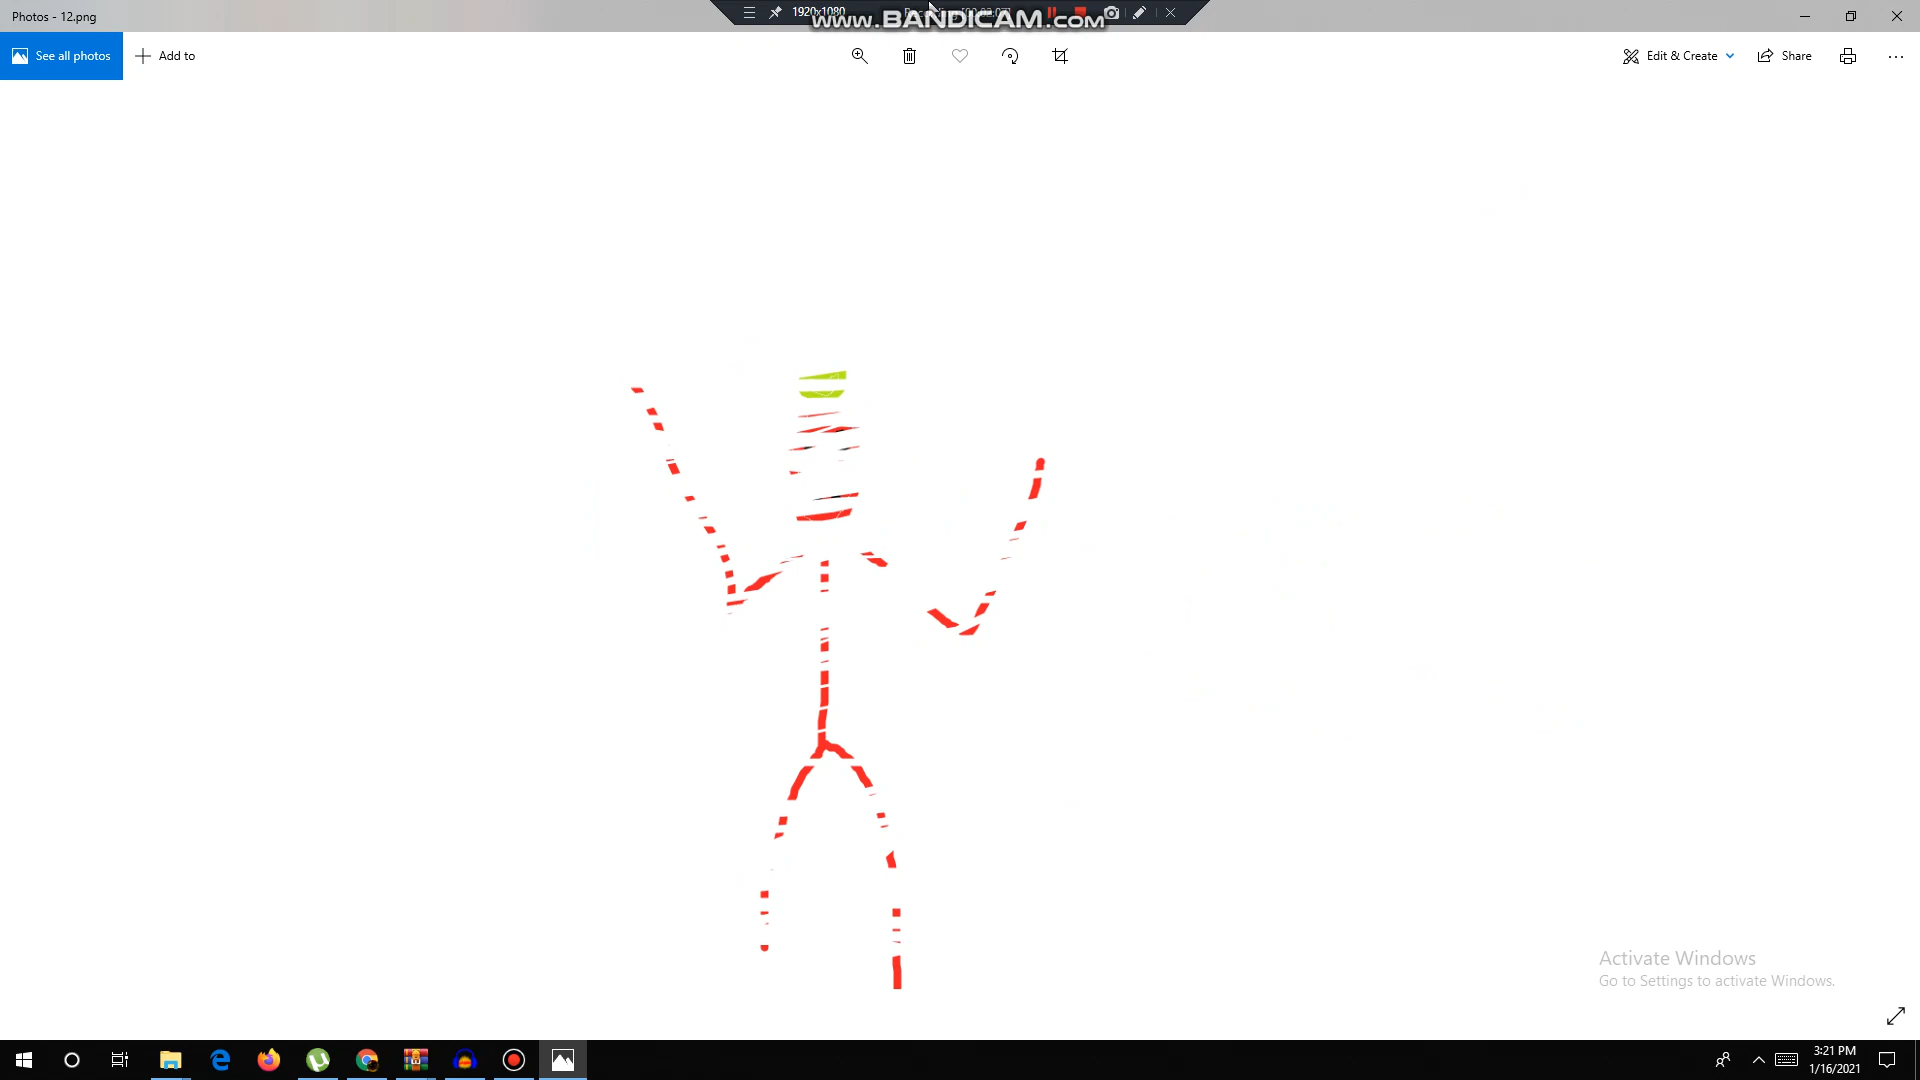 Photos - 12.png
1920x1080
www.BANDICAM.com
See all photos
Add to
Edit & Create
Share
Activate Windows
Go to Settings to activate Windows.
3:21 PM
1/16/2021